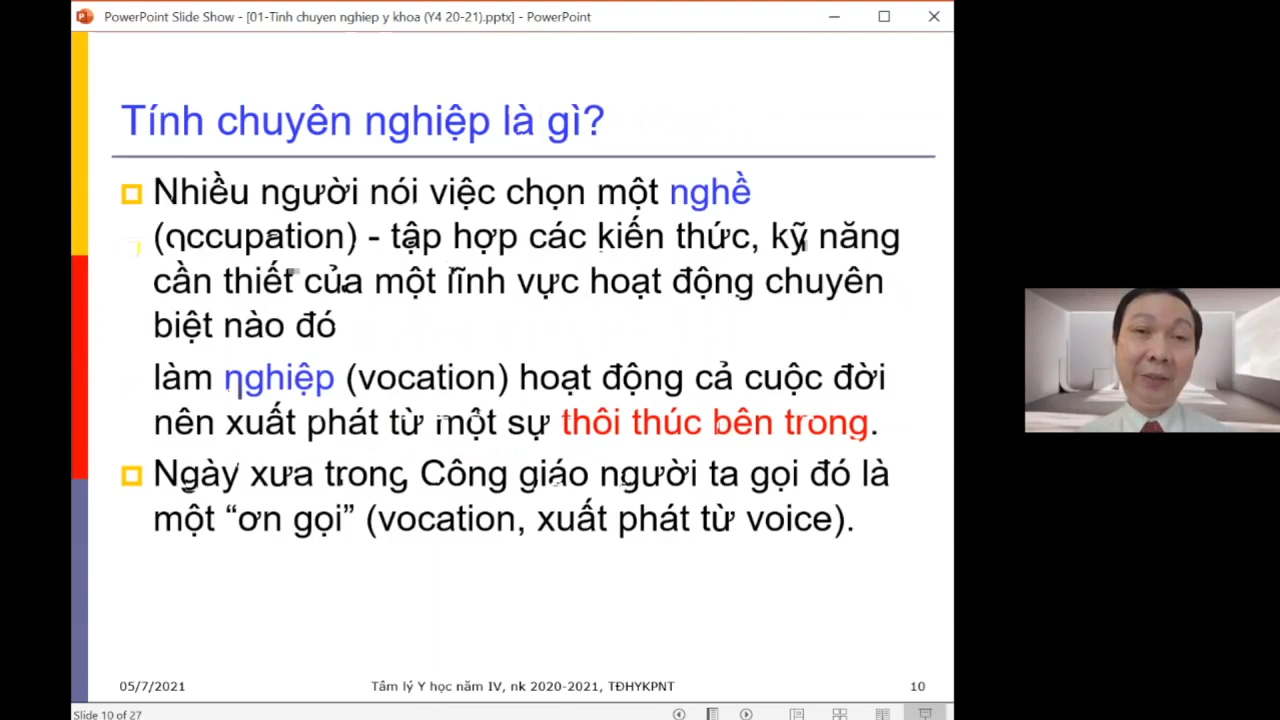 PowerPoint Slide Show - [01-Tinh chuyen nghiep y khoa (Y4 20-21).pptx] - PowerPoint
Tính chuyên nghiệp là gì?
Nhiều người nói việc chọn một nghề
(occupation) - tập hợp các kiến thức, kỹ năng
cần thiết của một lĩnh vực hoạt động chuyên
biệt nào đó
làm nghiệp (vocation) hoạt động cả cuộc đời
nên xuất phát từ một sự thôi thúc bên trong.
Ngày xưa trong Công giáo người ta gọi đó là
một “ơn gọi” (vocation, xuất phát từ voice).
05/7/2021 Tâm lý Y học năm IV, nk 2020-2021, TĐHYKPNT 10
Slide 10 of 27